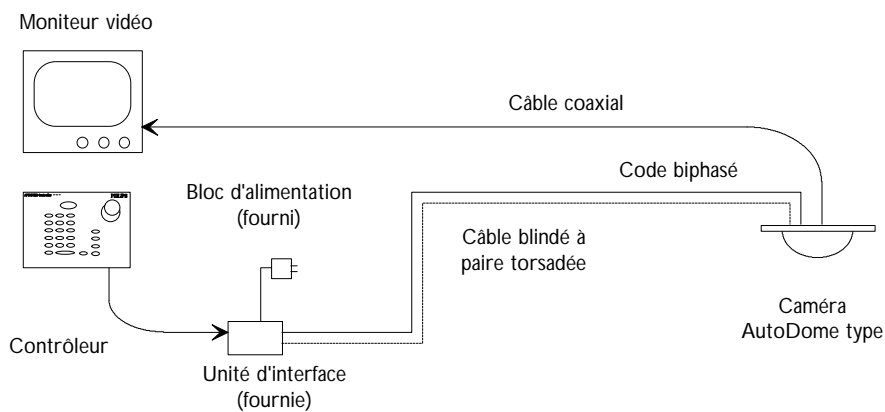 Moniteur vidéo
Câble coaxial
Code biphasé
Bloc d'alimentation
(fourni)
PHILIPS
Câble blindé à
paire torsadée
Caméra
AutoDome type
Contrôleur
Unité d'interface
(fournie)